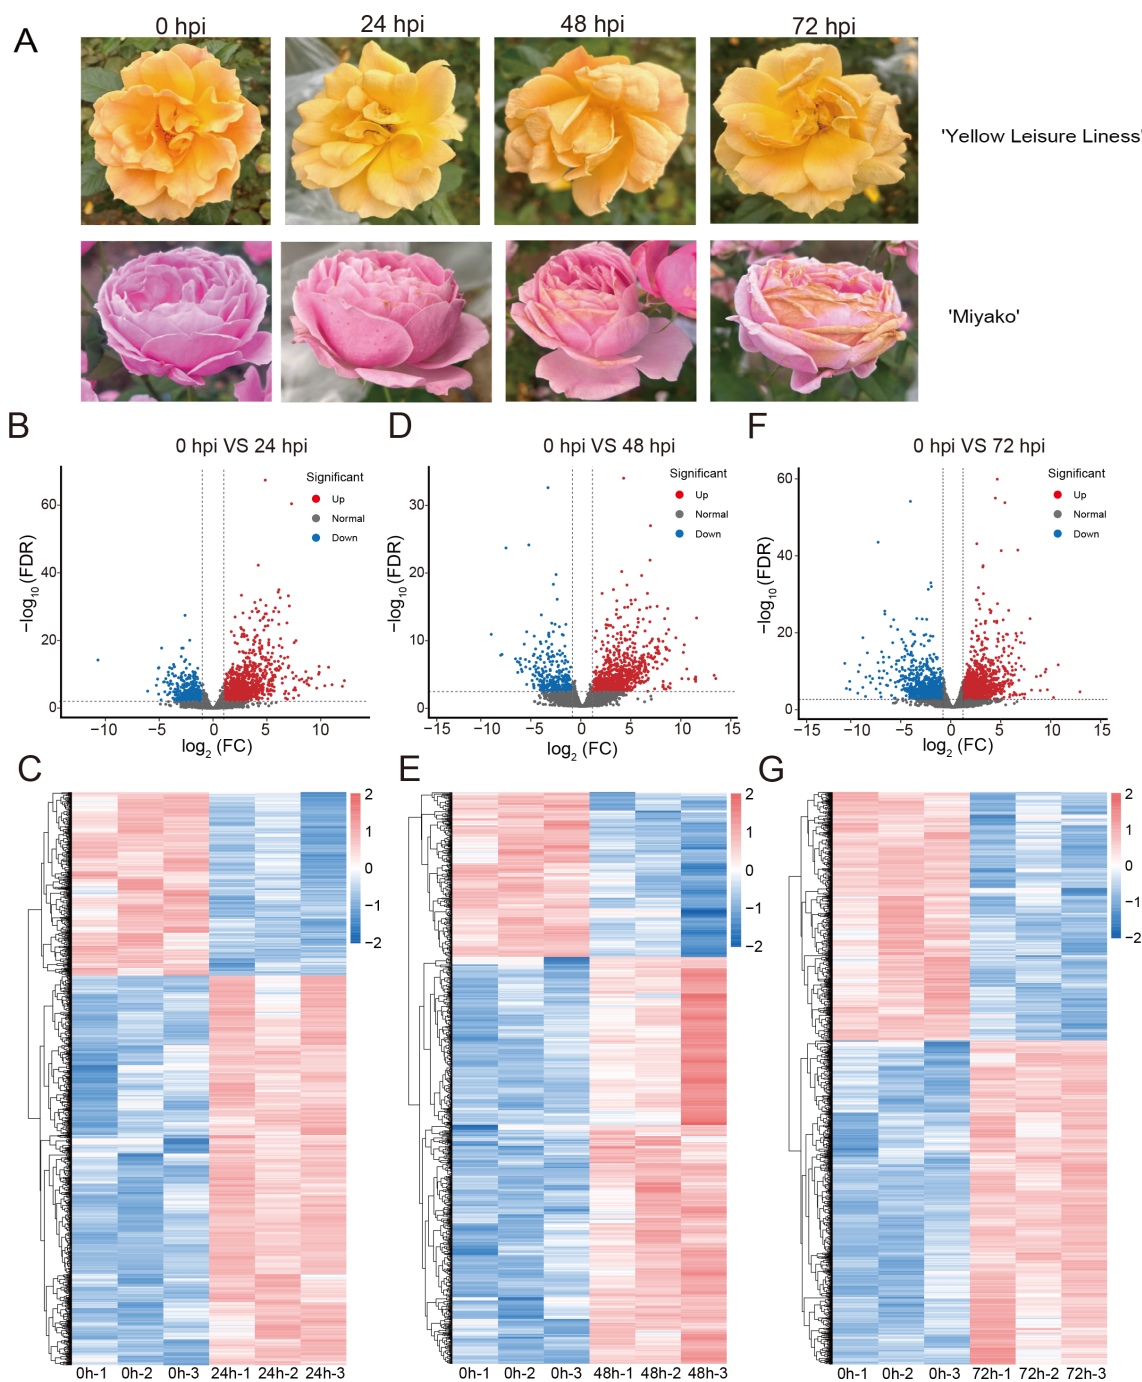 A
0 hpi
24 hpi
48 hpi
72 hpi
'Yellow Leisure Liness'
'Miyako'
B
0 hpi VS 24 hpi
Significant
Up
Normal
Down
−log10(FDR)
60
40
20
0
−10
−5
0
5
10
log2 (FC)
D
0 hpi VS 48 hpi
Significant
Up
Normal
Down
−log10(FDR)
30
20
10
0
−15
−10
−5
0
5
10
15
log2 (FC)
F
0 hpi VS 72 hpi
Significant
Up
Normal
Down
−log10(FDR)
60
40
20
0
−15
−10
−5
0
5
10
15
log2 (FC)
C
2
1
0
−1
−2
0h-1 0h-2 0h-3 24h-1 24h-2 24h-3
E
2
1
0
−1
−2
0h-1 0h-2 0h-3 48h-1 48h-2 48h-3
G
2
1
0
−1
−2
0h-1 0h-2 0h-3 72h-1 72h-2 72h-3